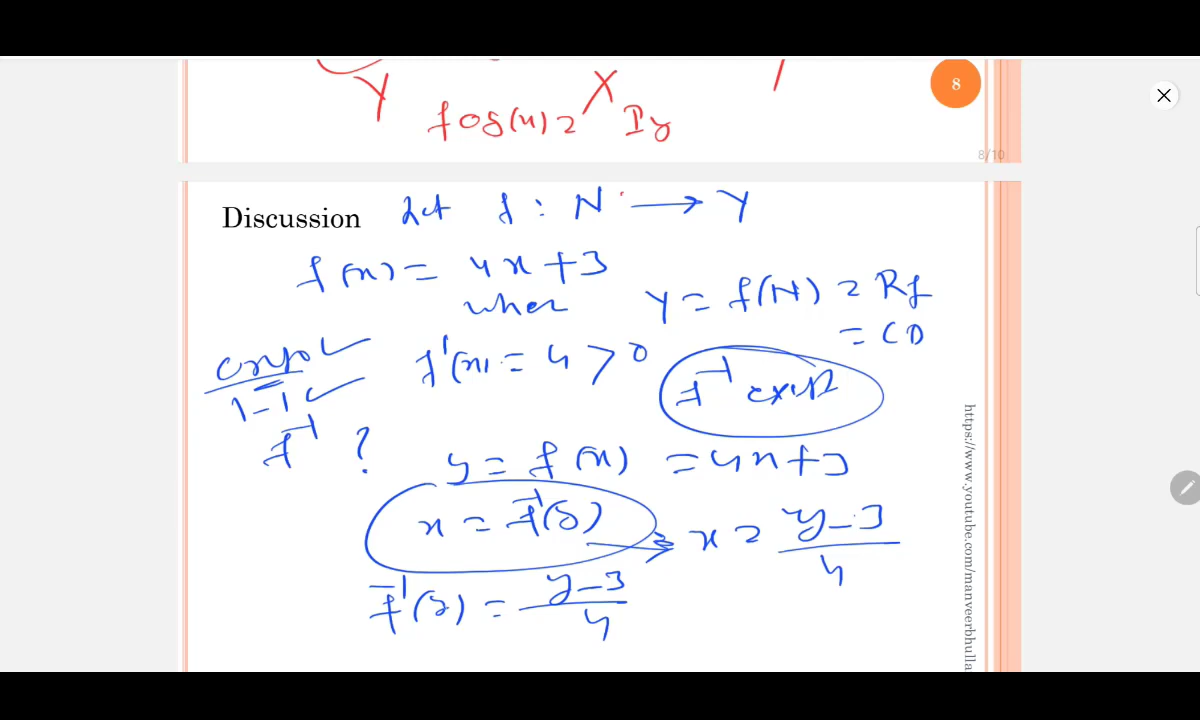 Y X
8
fog(x) = Iy
8/10
Discussion Let f : N → Y
f(x) = 4x+3
where Y = f(N) = Rf
= CD
onto ✓ f'(x) = 4 > 0
1-1 ✓ f⁻¹ exist
f⁻¹ ?
y = f(x) = 4x+3
x = f⁻¹(y) → x = y-3/4
f⁻¹(y) = y-3/4
https://www.youtube.com/manveerbhulla